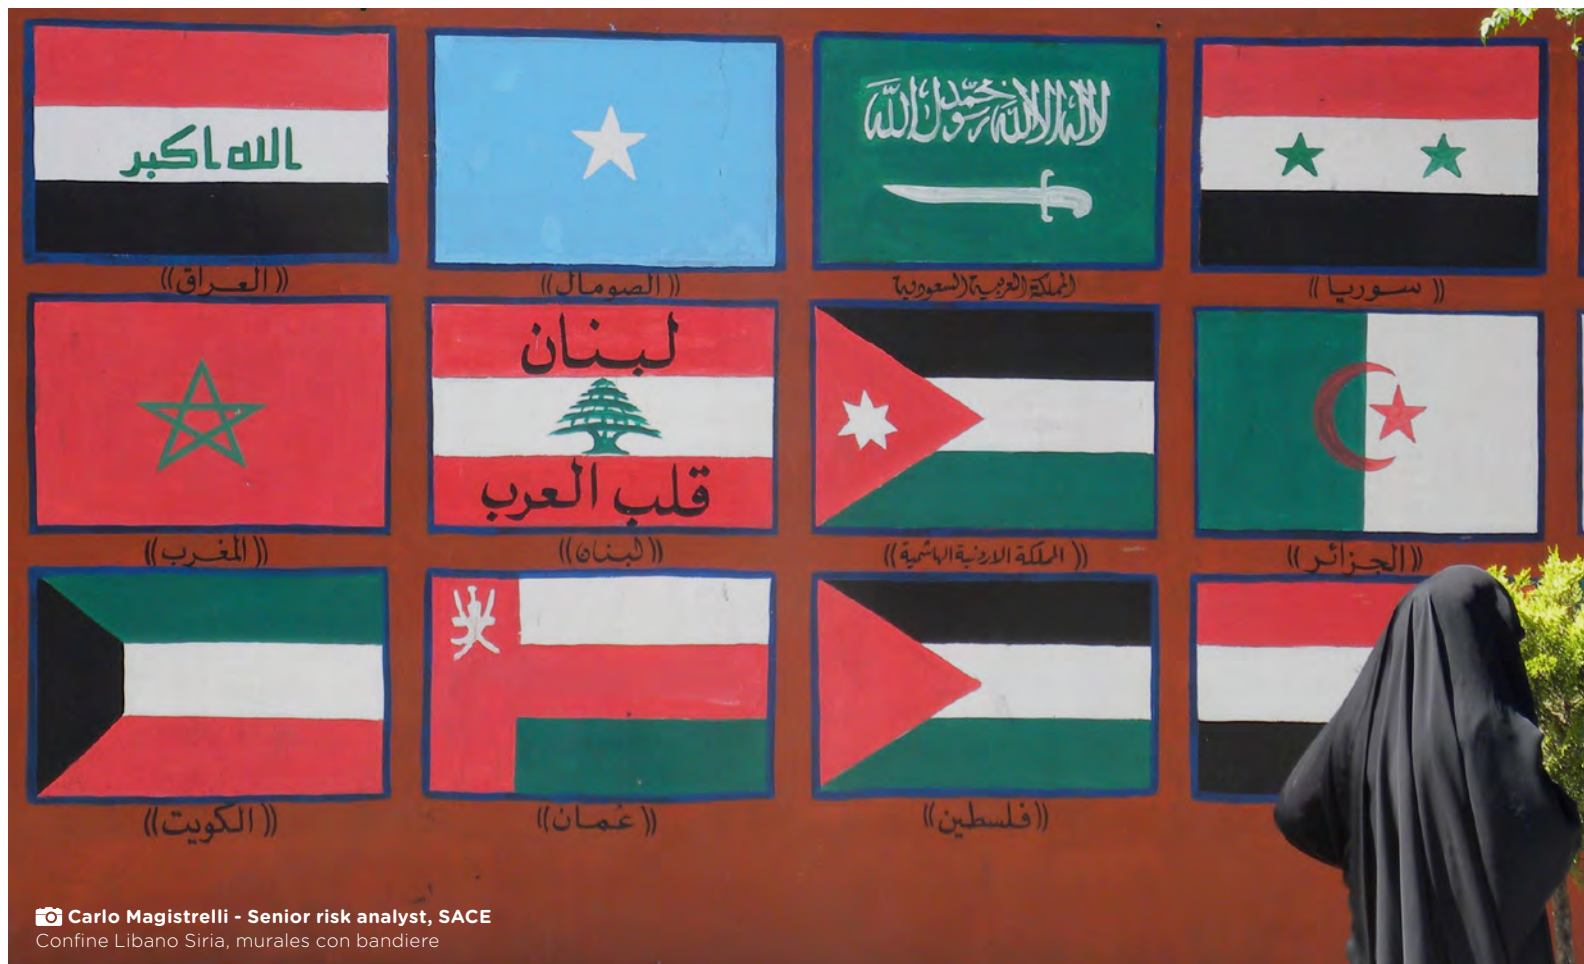 الله اكبر
لا اله الا الله محمد رسول الله
((العراق))
((الصومال))
المملكة العربية السعودية
((سوريا))
لبنان
قلب العرب
((المغرب))
((لبنان))
((المملكة الاردنية الهاشمية))
((الجزائر))
((الكويت))
((عُمان))
((فلسطين))
Carlo Magistrelli - Senior risk analyst, SACE
Confine Libano Siria, murales con bandiere